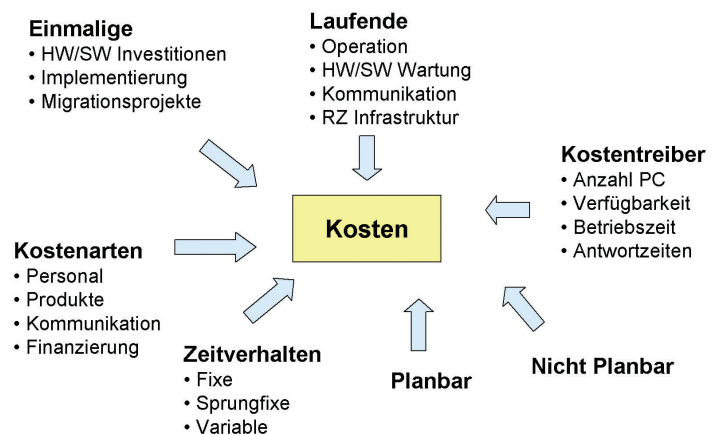 Einmalige
• HW/SW Investitionen
• Implementierung
• Migrationsprojekte
Laufende
• Operation
• HW/SW Wartung
• Kommunikation
• RZ Infrastruktur
Kostentreiber
• Anzahl PC
• Verfügbarkeit
• Betriebszeit
• Antwortzeiten
Kosten
Kostenarten
• Personal
• Produkte
• Kommunikation
• Finanzierung
Zeitverhalten
• Fixe
• Sprungfixe
• Variable
Planbar
Nicht Planbar